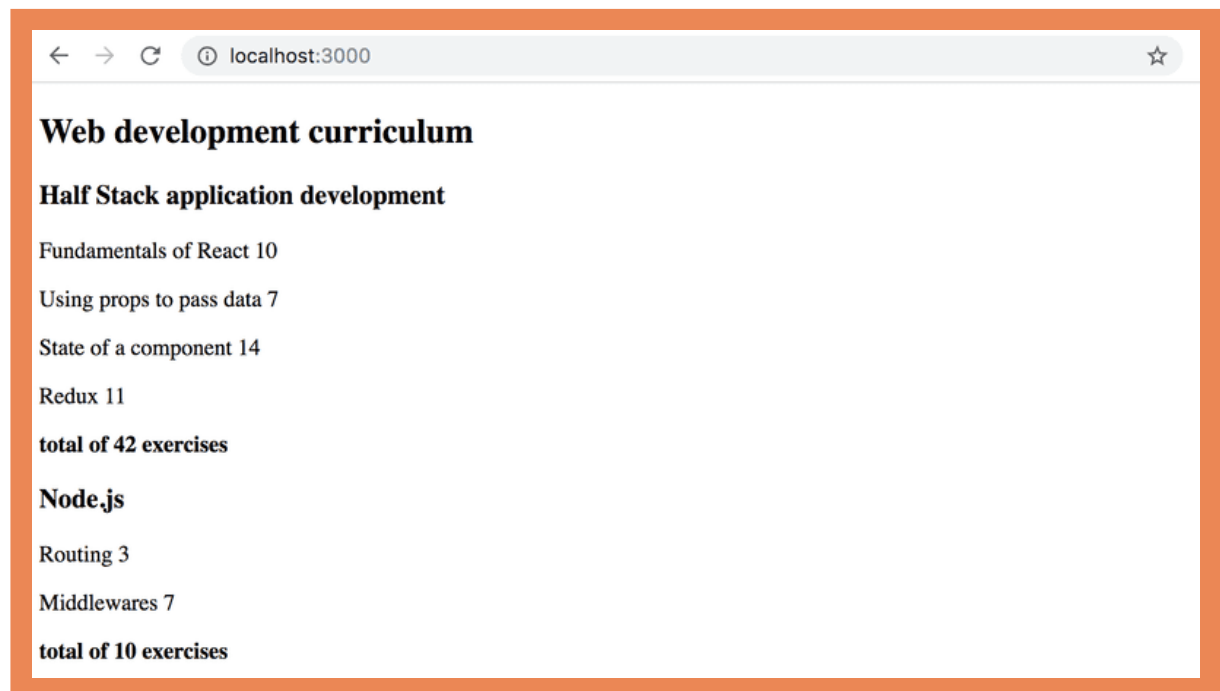 localhost:3000
Web development curriculum
Half Stack application development
Fundamentals of React 10
Using props to pass data 7
State of a component 14
Redux 11
total of 42 exercises
Node.js
Routing 3
Middlewares 7
total of 10 exercises